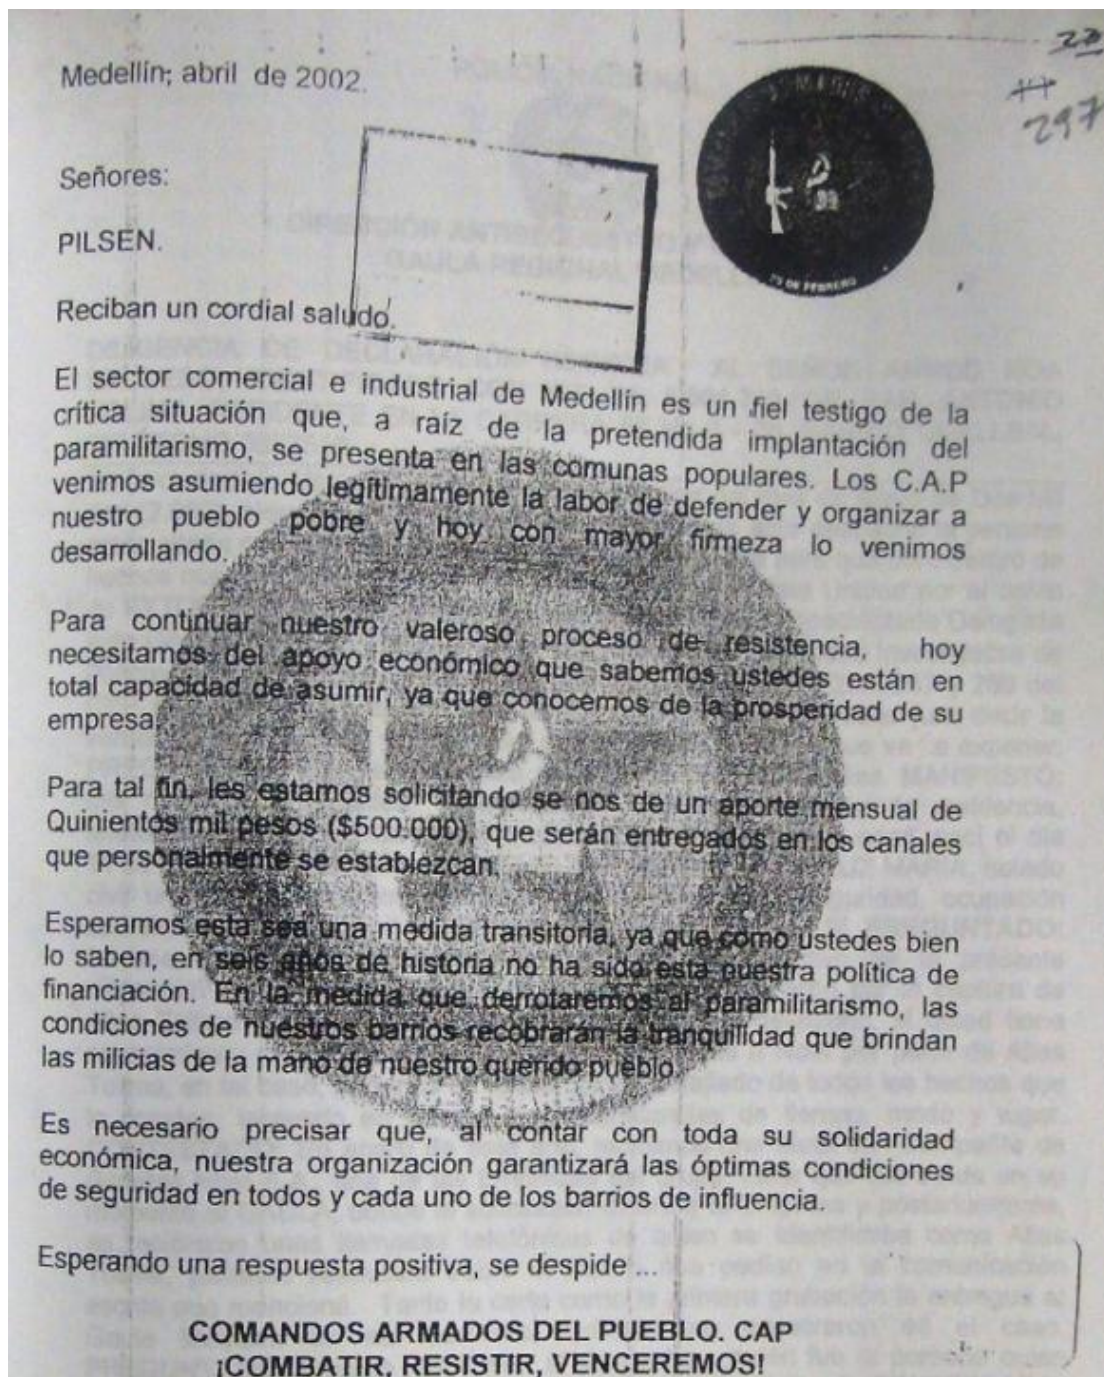 Medellín; abril de 2002.
297
Señores:
PILSEN.
25 DE FEBRERO
Reciban un cordial saludo.
El sector comercial e industrial de Medellín es un fiel testigo de la
crítica situación que, a raíz de la pretendida implantación del
paramilitarismo, se presenta en las comunas populares. Los C.A.P
venimos asumiendo legítimamente la labor de defender y organizar a
nuestro pueblo pobre y hoy con mayor firmeza lo venimos
desarrollando.
Para continuar nuestro valeroso proceso de resistencia, hoy
necesitamos del apoyo económico que sabemos ustedes están en
total capacidad de asumir, ya que conocemos de la prosperidad de su
empresa.
Para tal fin, les estamos solicitando se nos de un aporte mensual de
Quinientos mil pesos ($500.000), que serán entregados en los canales
que personalmente se establezcan.
Esperamos esta sea una medida transitoria, ya que como ustedes bien
lo saben, en seis años de historia no ha sido esta nuestra política de
financiación. En la medida que derrotaremos al paramilitarismo, las
condiciones de nuestros barrios recobrarán la tranquilidad que brindan
las milicias de la mano de nuestro querido pueblo.
DE FEBRERO
Es necesario precisar que, al contar con toda su solidaridad
económica, nuestra organización garantizará las óptimas condiciones
de seguridad en todos y cada uno de los barrios de influencia.
Esperando una respuesta positiva, se despide ...
COMANDOS ARMADOS DEL PUEBLO. CAP
¡COMBATIR, RESISTIR, VENCEREMOS!